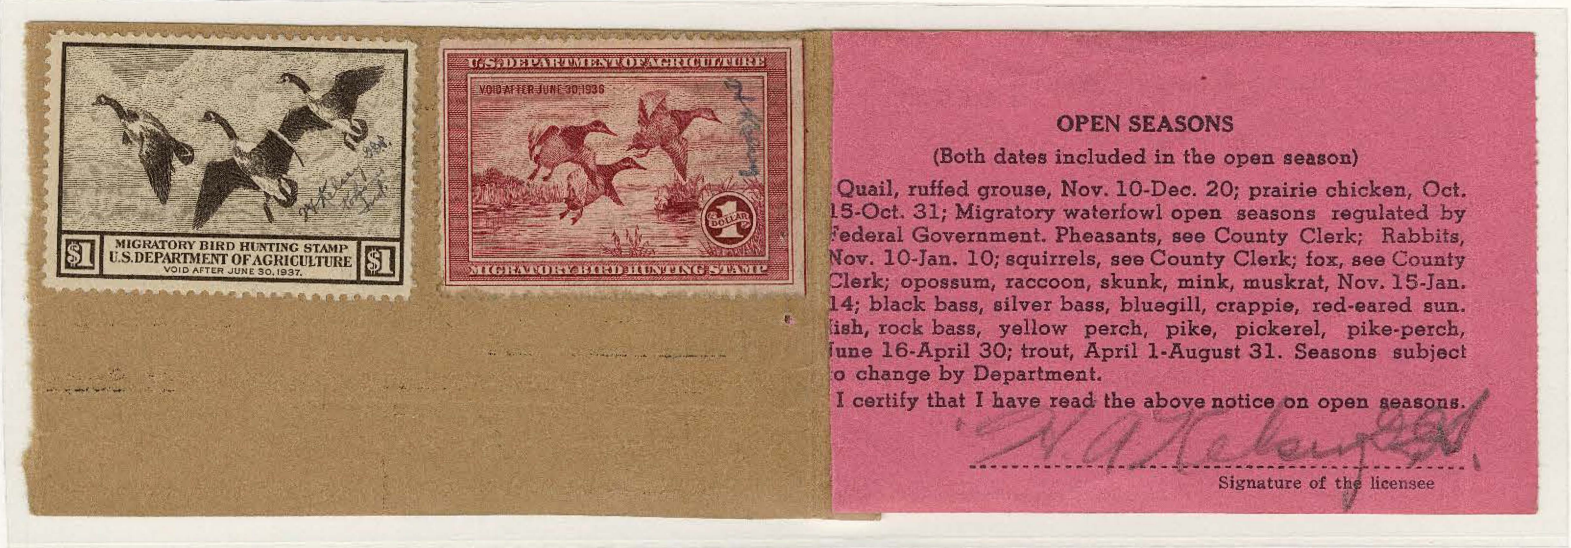 $1
MIGRATORY BIRD HUNTING STAMP
U.S. DEPARTMENT OF AGRICULTURE
VOID AFTER JUNE 30, 1937.
$1
U.S. DEPARTMENT OF AGRICULTURE
VOID AFTER JUNE 30, 1936
1
DOLLAR
MIGRATORY BIRD HUNTING STAMP
OPEN SEASONS
(Both dates included in the open season)
Quail, ruffed grouse, Nov. 10-Dec. 20; prairie chicken, Oct.
15-Oct. 31; Migratory waterfowl open seasons regulated by
Federal Government. Pheasants, see County Clerk; Rabbits,
Nov. 10-Jan. 10; squirrels, see County Clerk; fox, see County
Clerk; opossum, raccoon, skunk, mink, muskrat, Nov. 15-Jan.
14; black bass, silver bass, bluegill, crappie, red-eared sun.
fish, rock bass, yellow perch, pike, pickerel, pike-perch,
June 16-April 30; trout, April 1-August 31. Seasons subject
o change by Department.
I certify that I have read the above notice on open seasons.
H. A Kelsey
Signature of the licensee